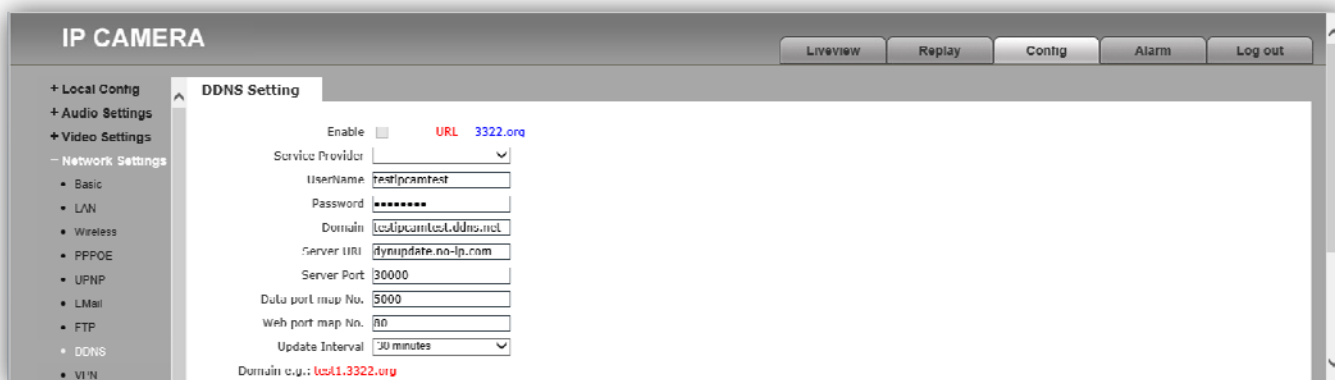 IP CAMERA
Liveview Replay Config Alarm Log out
+ Local Config
+ Audio Settings
+ Video Settings
− Network Settings
• Basic
• LAN
• Wireless
• PPPOE
• UPNP
• EMail
• FTP
• DDNS
• VPN
DDNS Setting
Enable URL 3322.org
Service Provider
UserName testipcamtest
Password ••••••••
Domain testipcamtest.ddns.net
Server URL dynupdate.no-ip.com
Server Port 30000
Data port map No. 5000
Web port map No. 80
Update Interval 30 minutes
Domain e.g.: test1.3322.org